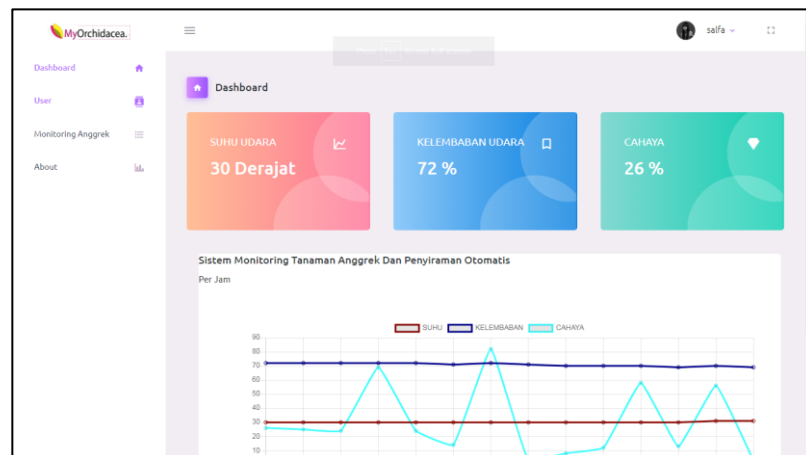 MyOrchidacea.
salfa
Dashboard
User
Monitoring Anggrek
About
Dashboard
SUHU UDARA
30 Derajat
KELEMBABAN UDARA
72 %
CAHAYA
26 %
Sistem Monitoring Tanaman Anggrek Dan Penyiraman Otomatis
Per Jam
SUHU KELEMBABAN CAHAYA
90
80
70
60
50
40
30
20
10